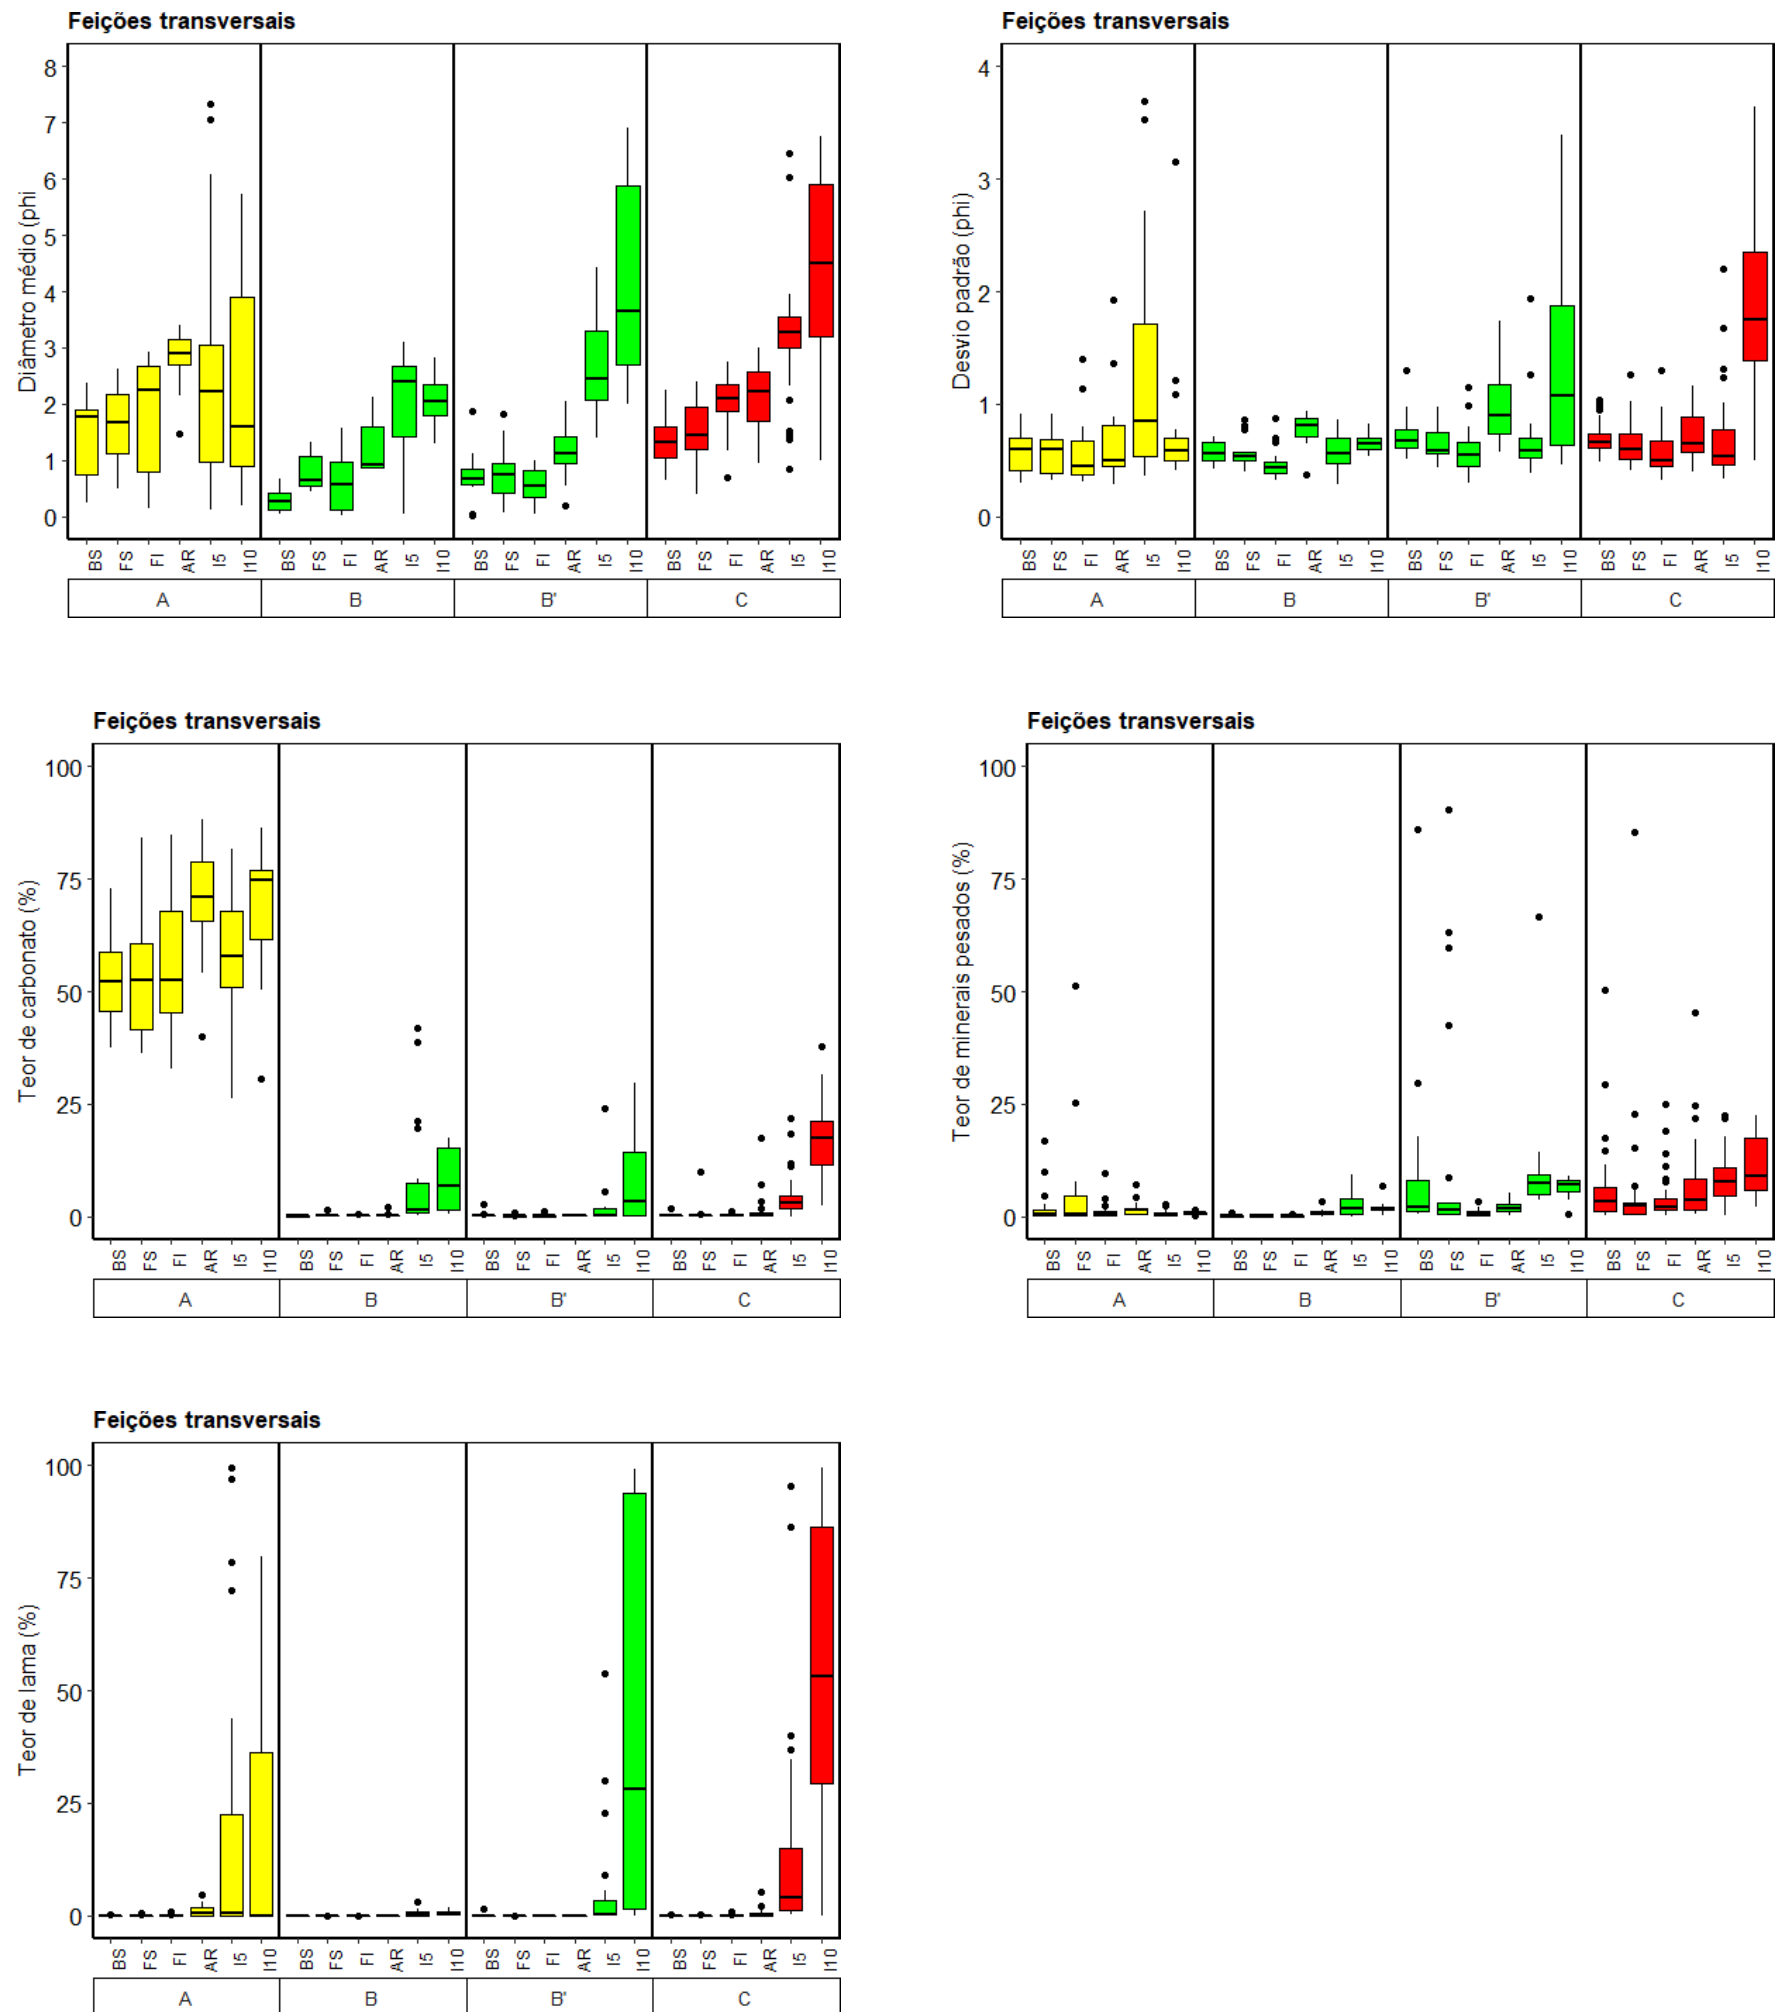 Feições transversais
Diâmetro médio (phi
8
7
6
5
4
3
2
1
0
BS FS FI AR I5 I10 BS FS FI AR I5 I10 BS FS FI AR I5 I10 BS FS FI AR I5 I10
A B B' C
Feições transversais
Desvio padrão (phi)
4
3
2
1
0
BS FS FI AR I5 I10 BS FS FI AR I5 I10 BS FS FI AR I5 I10 BS FS FI AR I5 I10
A B B' C
Feições transversais
Teor de carbonato (%)
100
75
50
25
0
BS FS FI AR I5 I10 BS FS FI AR I5 I10 BS FS FI AR I5 I10 BS FS FI AR I5 I10
A B B' C
Feições transversais
Teor de minerais pesados (%)
100
75
50
25
0
BS FS FI AR I5 I10 BS FS FI AR I5 I10 BS FS FI AR I5 I10 BS FS FI AR I5 I10
A B B' C
Feições transversais
Teor de lama (%)
100
75
50
25
0
BS FS FI AR I5 I10 BS FS FI AR I5 I10 BS FS FI AR I5 I10 BS FS FI AR I5 I10
A B B' C